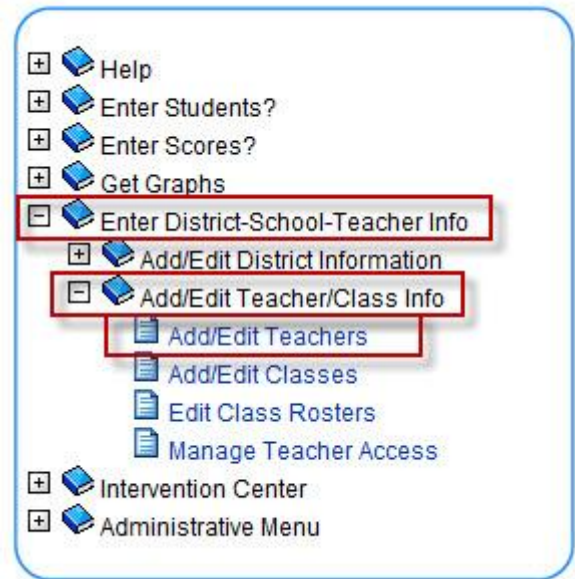 Help
Enter Students?
Enter Scores?
Get Graphs
Enter District-School-Teacher Info
Add/Edit District Information
Add/Edit Teacher/Class Info
Add/Edit Teachers
Add/Edit Classes
Edit Class Rosters
Manage Teacher Access
Intervention Center
Administrative Menu